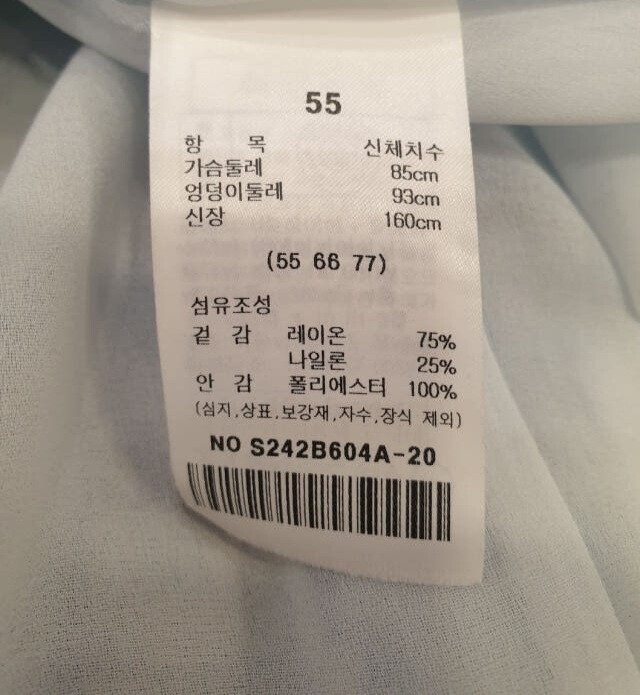 55
항 목 신체치수
가슴둘레 85cm
엉덩이둘레 93cm
신장 160cm
(55 66 77)
섬유조성
겉 감 레이온 75%
나일론 25%
안 감 폴리에스터 100%
(심지,상표,보강재,자수,장식 제외)
NO S242B604A-20